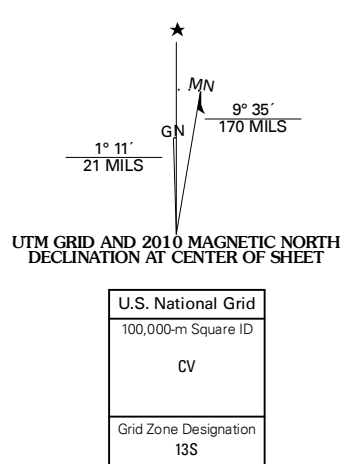 ★
MN
9° 35´
170 MILS
GN
1° 11´
21 MILS
UTM GRID AND 2010 MAGNETIC NORTH
DECLINATION AT CENTER OF SHEET
U.S. National Grid
100,000-m Square ID
CV
Grid Zone Designation
13S